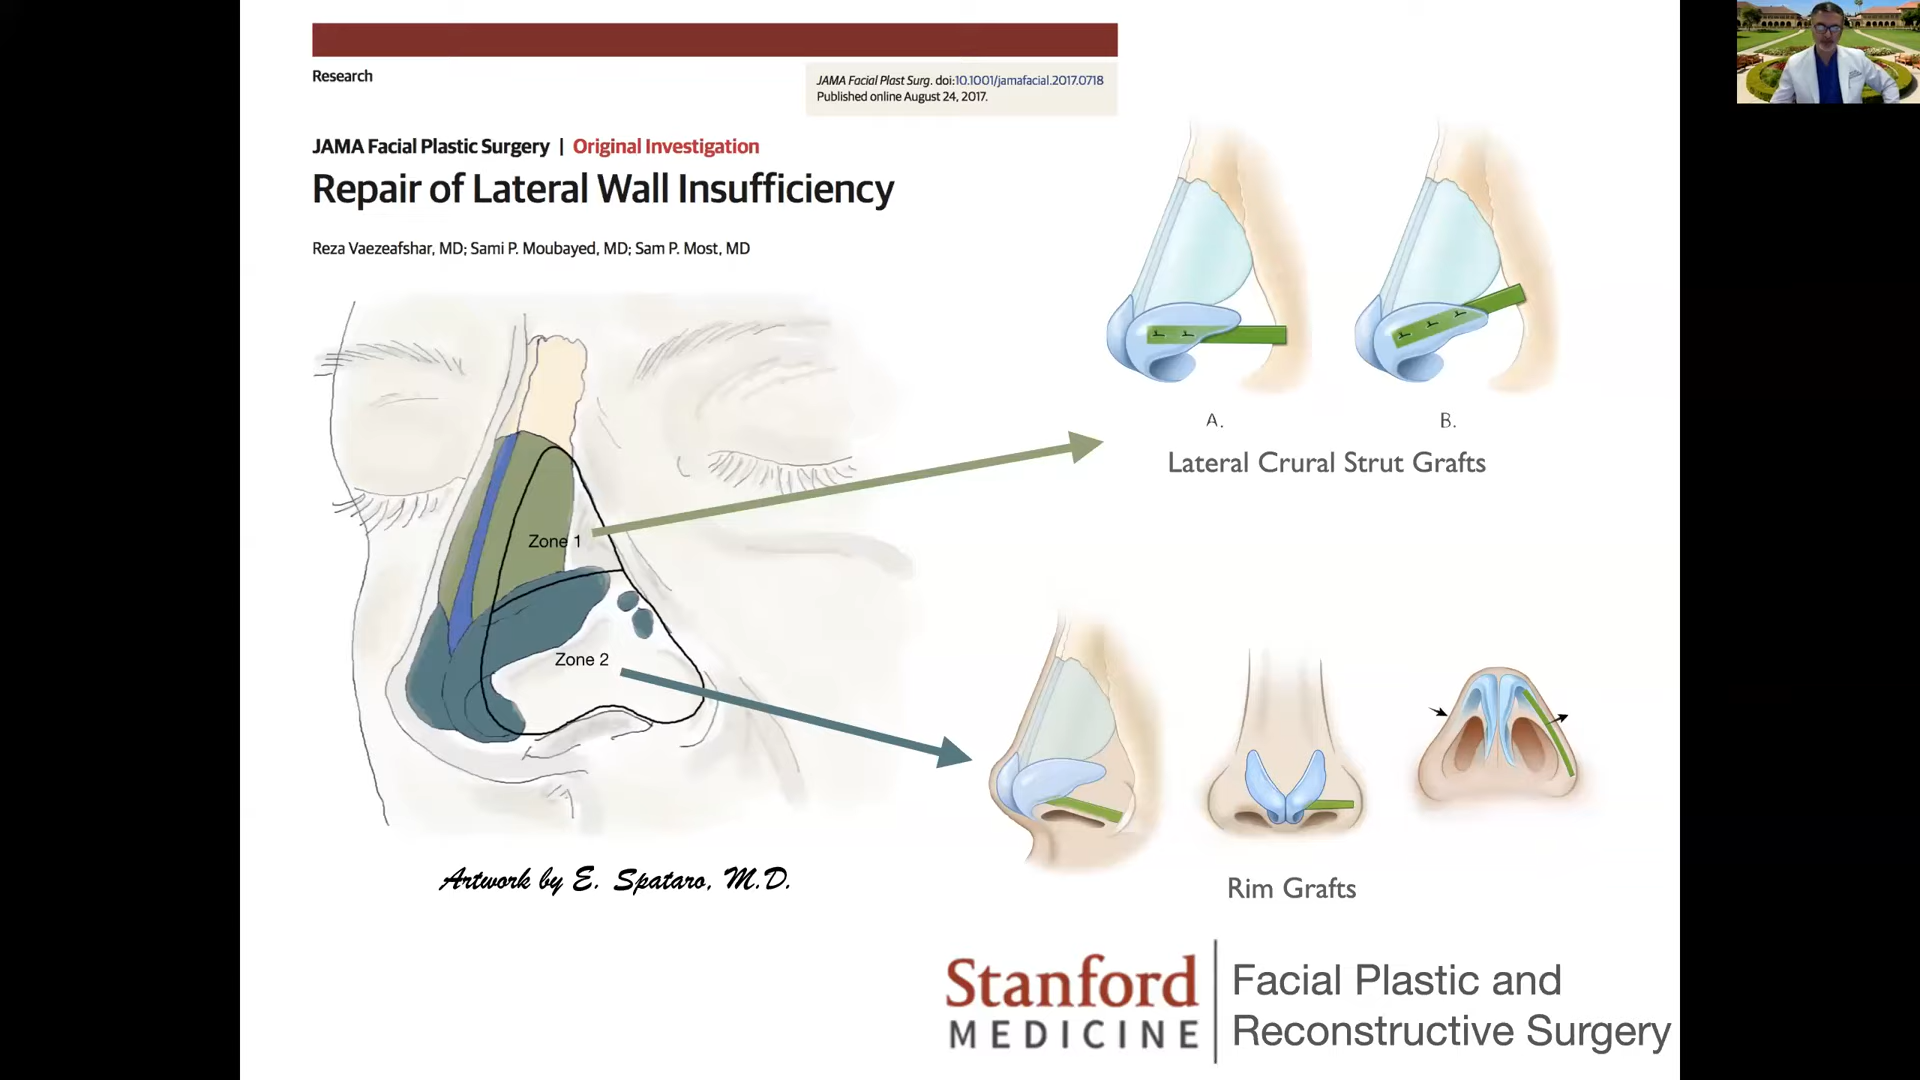 Research
JAMA Facial Plast Surg. doi:10.1001/jamafacial.2017.0718
Published online August 24, 2017.
JAMA Facial Plastic Surgery | Original Investigation
Repair of Lateral Wall Insufficiency
Reza Vaezeafshar, MD; Sami P. Moubayed, MD; Sam P. Most, MD
A.
B.
Lateral Crural Strut Grafts
Zone 1
Zone 2
Artwork by E. Spataro, M.D.
Rim Grafts
Stanford
MEDICINE
Facial Plastic and
Reconstructive Surgery